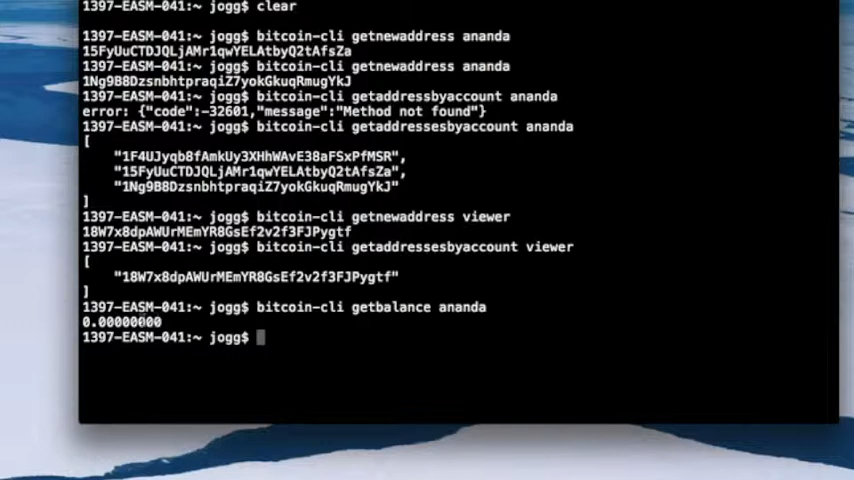 1397-EASM-041:~ jogg$ clear
1397-EASM-041:~ jogg$ bitcoin-cli getnewaddress ananda
15FyUuCTDJQLjAMr1qwYELAtbyQ2tAfsZa
1397-EASM-041:~ jogg$ bitcoin-cli getnewaddress ananda
1Ng9B8DzsnbhtpraqiZ7yokGkuqRmugYkJ
1397-EASM-041:~ jogg$ bitcoin-cli getaddressbyaccount ananda
error: {"code":-32601,"message":"Method not found"}
1397-EASM-041:~ jogg$ bitcoin-cli getaddressesbyaccount ananda
[
"1F4UJyqb8fAmkUy3XHhWAvE38aFSxPfMSR",
"15FyUuCTDJQLjAMr1qwYELAtbyQ2tAfsZa",
"1Ng9B8DzsnbhtpraqiZ7yokGkuqRmugYkJ"
]
1397-EASM-041:~ jogg$ bitcoin-cli getnewaddress viewer
18W7x8dpAWUrMEmYR8GsEf2v2f3FJPygtf
1397-EASM-041:~ jogg$ bitcoin-cli getaddressesbyaccount viewer
[
"18W7x8dpAWUrMEmYR8GsEf2v2f3FJPygtf"
]
1397-EASM-041:~ jogg$ bitcoin-cli getbalance ananda
0.00000000
1397-EASM-041:~ jogg$